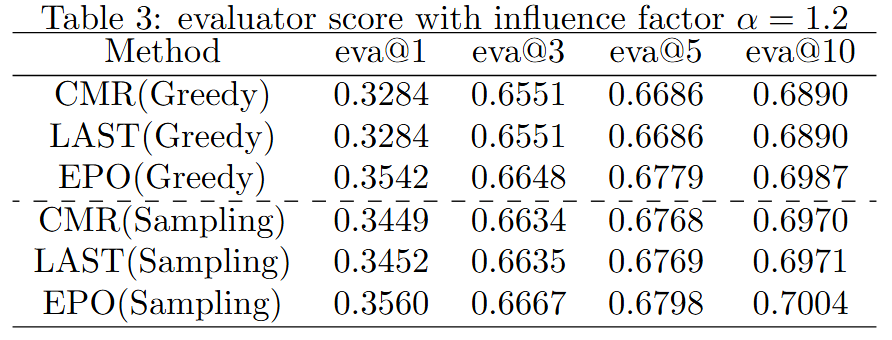 Table 3: evaluator score with influence factor α = 1.2
Method eva@1 eva@3 eva@5 eva@10
CMR(Greedy) 0.3284 0.6551 0.6686 0.6890
LAST(Greedy) 0.3284 0.6551 0.6686 0.6890
EPO(Greedy) 0.3542 0.6648 0.6779 0.6987
CMR(Sampling) 0.3449 0.6634 0.6768 0.6970
LAST(Sampling) 0.3452 0.6635 0.6769 0.6971
EPO(Sampling) 0.3560 0.6667 0.6798 0.7004